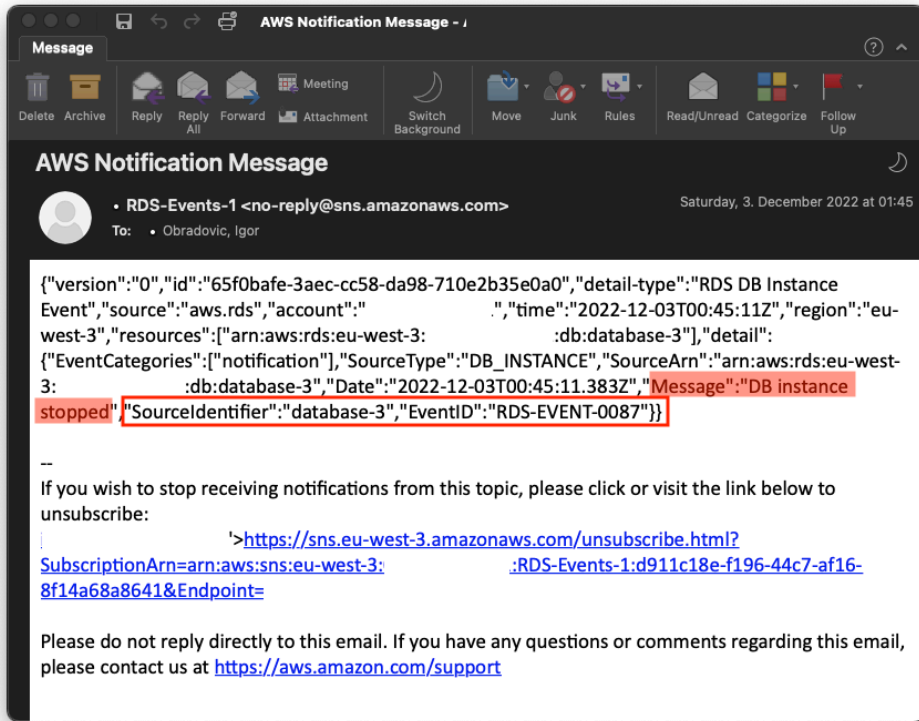 AWS Notification Message - 
Message
Delete
Archive
Reply
Reply All
Forward
Meeting
Attachment
Switch Background
Move
Junk
Rules
Read/Unread
Categorize
Follow Up
AWS Notification Message
• RDS-Events-1 <no-reply@sns.amazonaws.com>
Saturday, 3. December 2022 at 01:45
To: • Obradovic, Igor
{"version":"0","id":"65f0bafe-3aec-cc58-da98-710e2b35e0a0","detail-type":"RDS DB Instance
Event","source":"aws.rds","account":" .","time":"2022-12-03T00:45:11Z","region":"eu-
west-3","resources":["arn:aws:rds:eu-west-3: :db:database-3"],"detail":
{"EventCategories":["notification"],"SourceType":"DB_INSTANCE","SourceArn":"arn:aws:rds:eu-west-
3: :db:database-3","Date":"2022-12-03T00:45:11.383Z","Message":"DB instance
stopped","SourceIdentifier":"database-3","EventID":"RDS-EVENT-0087"}}
--
If you wish to stop receiving notifications from this topic, please click or visit the link below to
unsubscribe:
'>https://sns.eu-west-3.amazonaws.com/unsubscribe.html?
SubscriptionArn=arn:aws:sns:eu-west-3: .:RDS-Events-1:d911c18e-f196-44c7-af16-
8f14a68a8641&Endpoint=
Please do not reply directly to this email. If you have any questions or comments regarding this email,
please contact us at https://aws.amazon.com/support